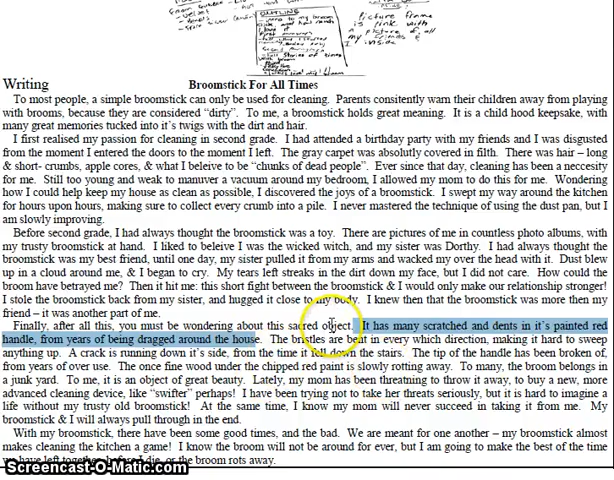 OUTLINE
picture frame
is pink with
a picture of all
my
inside
Writing
Broomstick For All Times
To most people, a simple broomstick can only be used for cleaning. Parents consitently warn their children away from playing
with brooms, because they are considered “dirty”. To me, a broomstick holds great meaning. It is a child hood keepsake, with
many great memories tucked into it’s twigs with the dirt and hair.
I first realised my passion for cleaning in second grade. I had attended a birthday party with my friends and I was disgusted
from the moment I entered the doors to the moment I left. The gray carpet was absolutly covered in filth. There was hair – long
& short- crumbs, apple cores, & what I beleive to be “chunks of dead people”. Ever since that day, cleaning has been a neccesity
for me. Still too young and weak to manuver a vacuum around my bedroom, I allowed my mom to do this for me. Wondering
how I could help keep my house as clean as possible, I discovered the joys of a broomstick. I swept my way around the kitchen
for hours upon hours, making sure to collect every crumb into a pile. I never mastered the technique of using the dust pan, but I
am slowly improving.
Before second grade, I had always thought the broomstick was a toy. There are pictures of me in countless photo albums, with
my trusty broomstick at hand. I liked to beleive I was the wicked witch, and my sister was Dorthy. I had always thought the
broomstick was my best friend, until one day, my sister pulled it from my arms and wacked my over the head with it. Dust blew
up in a cloud around me, & I began to cry. My tears left streaks in the dirt down my face, but I did not care. How could the
broom have betrayed me? Then it hit me: this short fight between the broomstick & I would only make our relationship stronger!
I stole the broomstick back from my sister, and hugged it close to my body. I knew then that the broomstick was more then my
friend – it was another part of me.
Finally, after all this, you must be wondering about this sacred object. It has many scratched and dents in it’s painted red
handle, from years of being dragged around the house. The bristles are bent in every which direction, making it hard to sweep
anything up. A crack is running down it’s side, from the time it fell down the stairs. The tip of the handle has been broken of,
from years of over use. The once fine wood under the chipped red paint is slowly rotting away. To many, the broom belongs in
a junk yard. To me, it is an object of great beauty. Lately, my mom has been threatning to throw it away, to buy a new, more
advanced cleaning device, like “swifter” perhaps! I have been trying not to take her threats seriously, but it is hard to imagine a
life without my trusty old broomstick! At the same time, I know my mom will never succeed in taking it from me. My
broomstick & I will always pull through in the end.
With my broomstick, there have been some good times, and the bad. We are meant for one another – my broomstick almost
makes cleaning the kitchen a game! I know the broom will not be around for ever, but I am going to make the best of the time
we have left together, before I die, or the broom rots away.
Screencast-O-Matic.com